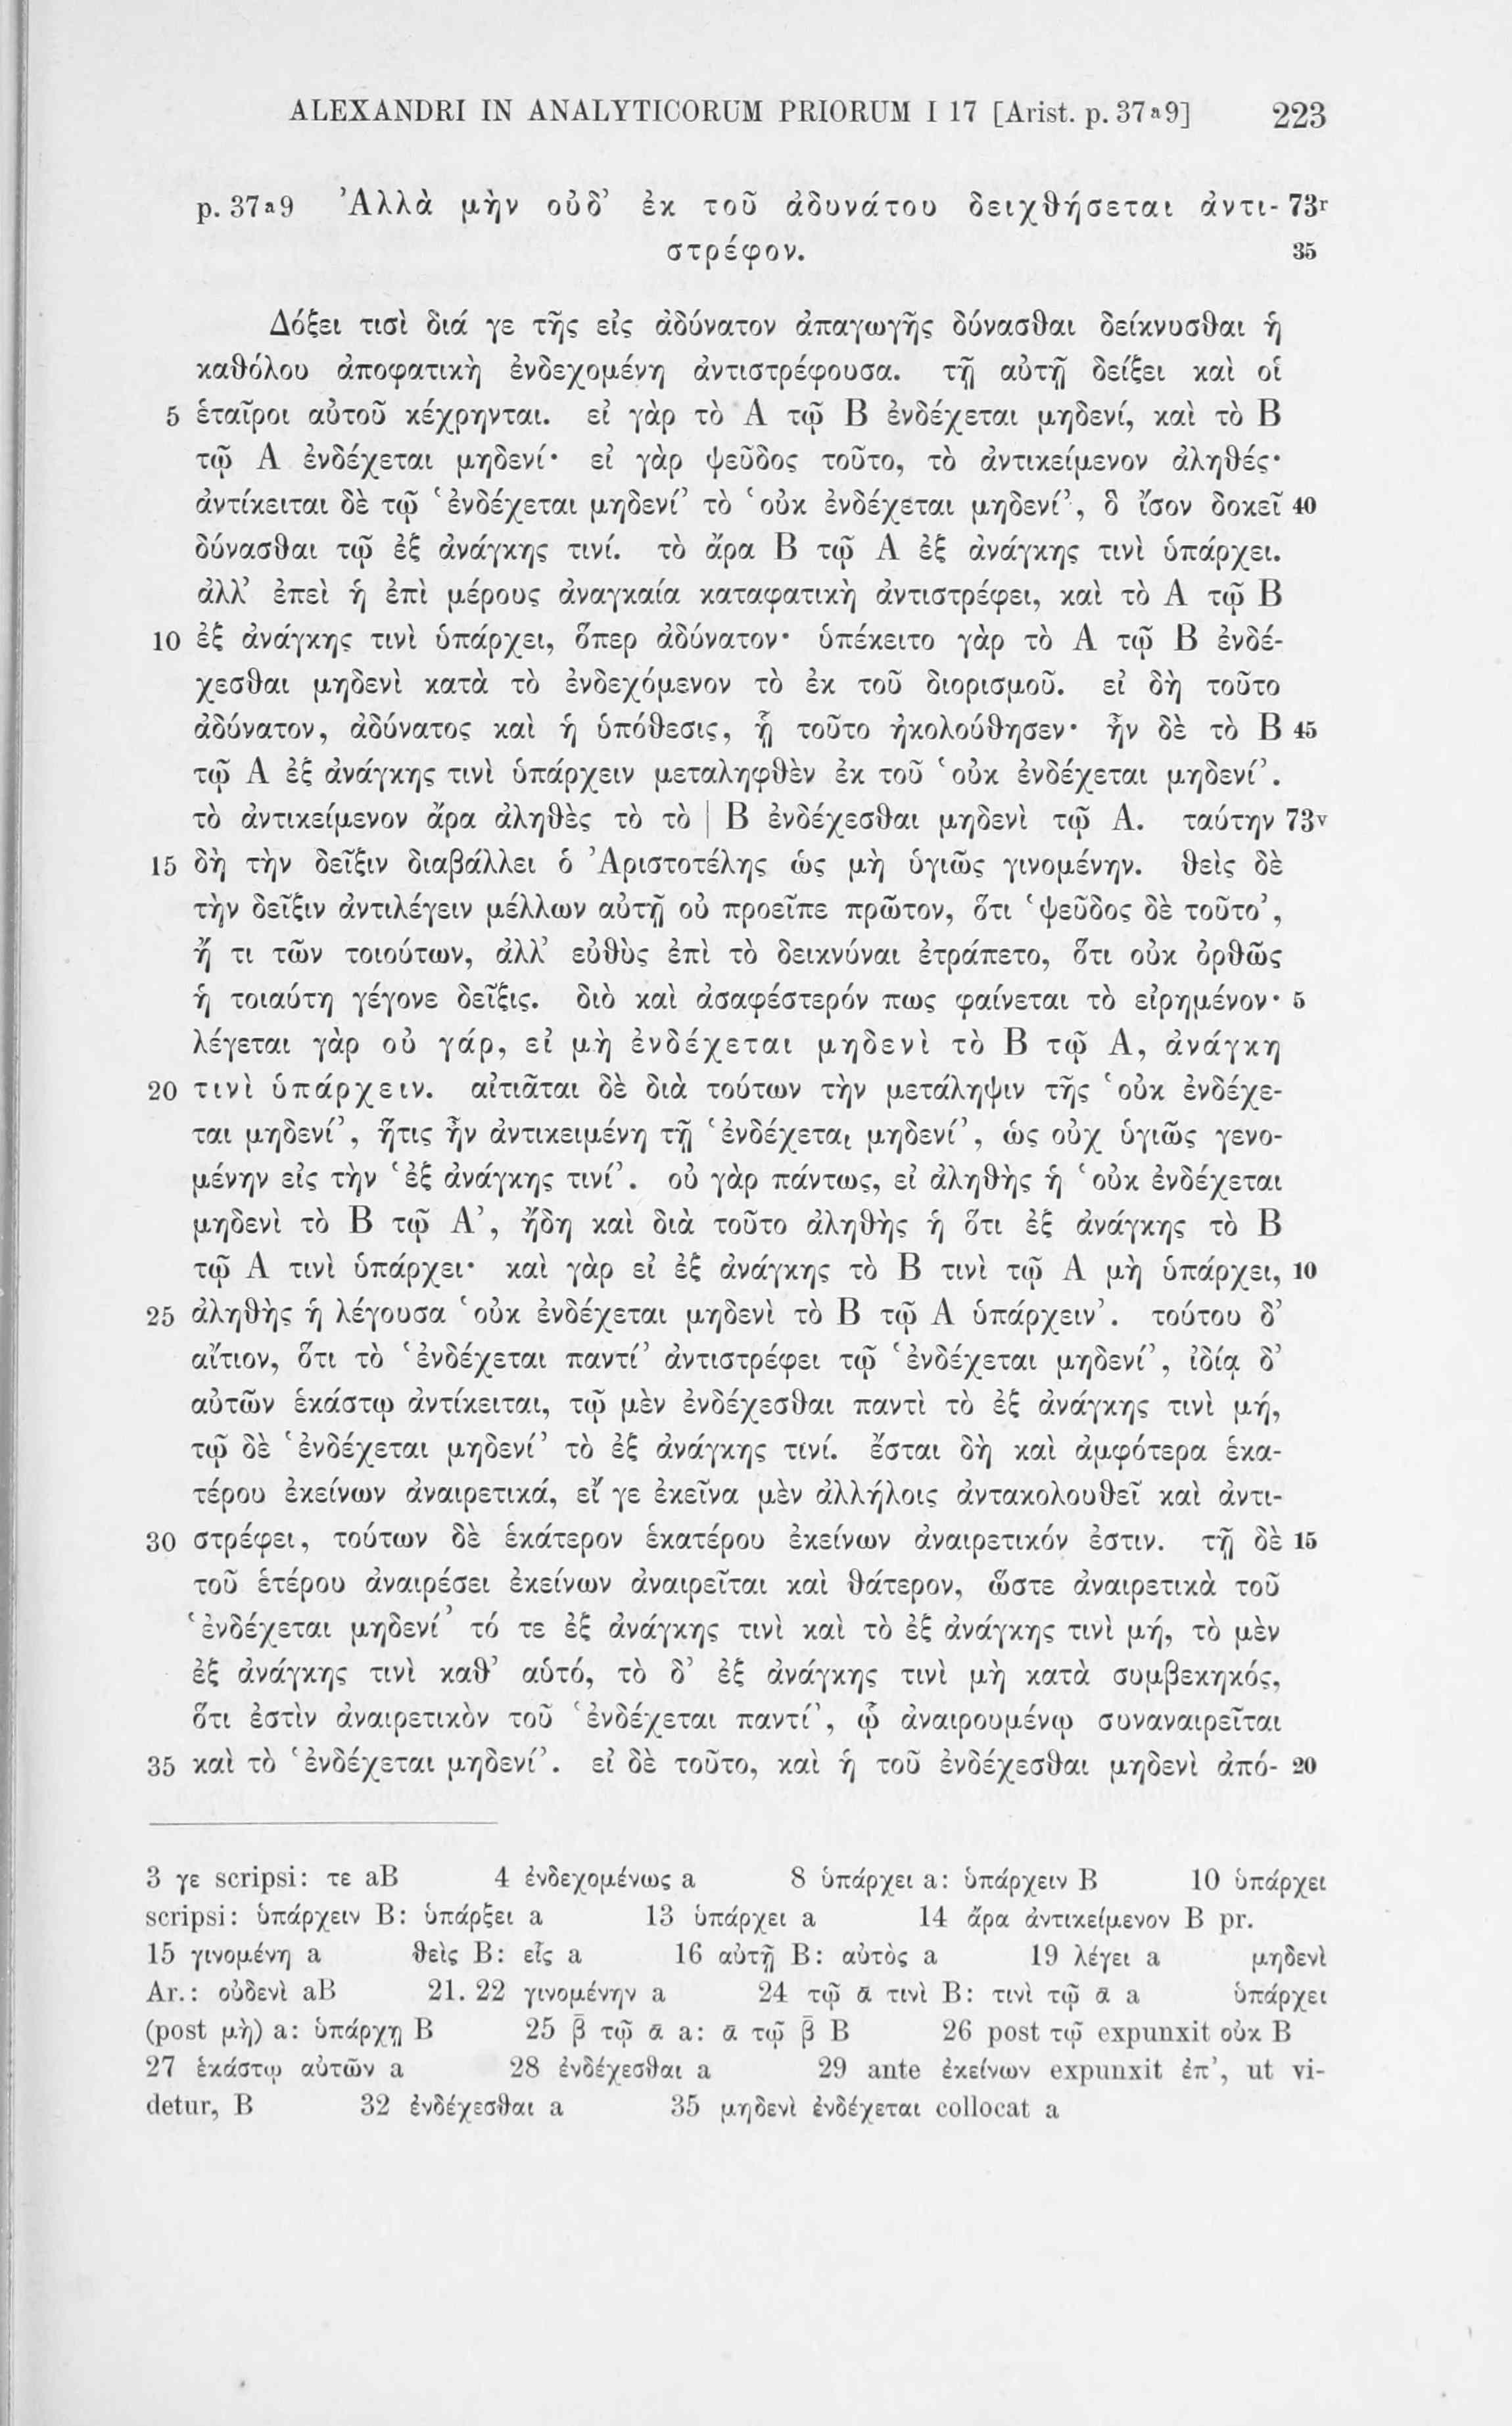 ALEXANDRI IN ANALYTICORUM PRIORUM I 17 [Arist. p. 37a9] 223
p. 37a9 Ἀλλὰ μὴν οὐδ’ ἐκ τοῦ ἀδυνάτου δειχθήσεται ἀντι- 73r
στρέφον. 35
Δόξει τισὶ διά γε τῆς εἰς ἀδύνατον ἀπαγωγῆς δύνασθαι δείκνυσθαι ἡ
καθόλου ἀποφατικὴ ἐνδεχομένη ἀντιστρέφουσα. τῇ αὐτῇ δείξει καὶ οἱ
5 ἑταῖροι αὐτοῦ κέχρηνται. εἰ γὰρ τὸ Α τῷ Β ἐνδέχεται μηδενί, καὶ τὸ Β
τῷ Α ἐνδέχεται μηδενί· εἰ γὰρ ψεῦδος τοῦτο, τὸ ἀντικείμενον ἀληθές·
ἀντίκειται δὲ τῷ ‘ἐνδέχεται μηδενί’ τὸ ‘οὐκ ἐνδέχεται μηδενί’, ὃ ἴσον δοκεῖ 40
δύνασθαι τῷ ἐξ ἀνάγκης τινί. τὸ ἄρα Β τῷ Α ἐξ ἀνάγκης τινὶ ὑπάρχει.
ἀλλ’ ἐπεὶ ἡ ἐπὶ μέρους ἀναγκαία καταφατικὴ ἀντιστρέφει, καὶ τὸ Α τῷ Β
10 ἐξ ἀνάγκης τινὶ ὑπάρχει, ὅπερ ἀδύνατον· ὑπέκειτο γὰρ τὸ Α τῷ Β ἐνδέ-
χεσθαι μηδενὶ κατὰ τὸ ἐνδεχόμενον τὸ ἐκ τοῦ διορισμοῦ. εἰ δὴ τοῦτο
ἀδύνατον, ἀδύνατος καὶ ἡ ὑπόθεσις, ᾗ τοῦτο ἠκολούθησεν· ἦν δὲ τὸ Β 45
τῷ Α ἐξ ἀνάγκης τινὶ ὑπάρχειν μεταληφθὲν ἐκ τοῦ ‘οὐκ ἐνδέχεται μηδενί’.
τὸ ἀντικείμενον ἄρα ἀληθὲς τὸ τὸ | Β ἐνδέχεσθαι μηδενὶ τῷ Α. ταύτην 73v
15 δὴ τὴν δεῖξιν διαβάλλει ὁ Ἀριστοτέλης ὡς μὴ ὑγιῶς γινομένην. θεὶς δὲ
τὴν δεῖξιν ἀντιλέγειν μέλλων αὐτῇ οὐ προεῖπε πρῶτον, ὅτι ‘ψεῦδος δὲ τοῦτο’,
ἤ τι τῶν τοιούτων, ἀλλ’ εὐθὺς ἐπὶ τὸ δεικνύναι ἐτράπετο, ὅτι οὐκ ὀρθῶς
ἡ τοιαύτη γέγονε δεῖξις. διὸ καὶ ἀσαφέστερόν πως φαίνεται τὸ εἰρημένον· 5
λέγεται γὰρ οὐ γάρ, εἰ μὴ ἐνδέχεται μηδενὶ τὸ Β τῷ Α, ἀνάγκη
20 τινὶ ὑπάρχειν. αἰτιᾶται δὲ διὰ τούτων τὴν μετάληψιν τῆς ‘οὐκ ἐνδέχε-
ται μηδενί’, ἥτις ἦν ἀντικειμένη τῇ ‘ἐνδέχεται μηδενί’, ὡς οὐχ ὑγιῶς γενο-
μένην εἰς τὴν ‘ἐξ ἀνάγκης τινί’. οὐ γὰρ πάντως, εἰ ἀληθὴς ἡ ‘οὐκ ἐνδέχεται
μηδενὶ τὸ Β τῷ Α’, ἤδη καὶ διὰ τοῦτο ἀληθὴς ἡ ὅτι ἐξ ἀνάγκης τὸ Β
τῷ Α τινὶ ὑπάρχει· καὶ γὰρ εἰ ἐξ ἀνάγκης τὸ Β τινὶ τῷ Α μὴ ὑπάρχει, 10
25 ἀληθὴς ἡ λέγουσα ‘οὐκ ἐνδέχεται μηδενὶ τὸ Β τῷ Α ὑπάρχειν’. τούτου δ’
αἴτιον, ὅτι τὸ ‘ἐνδέχεται παντί’ ἀντιστρέφει τῷ ‘ἐνδέχεται μηδενί’, ἰδίᾳ δ’
αὐτῶν ἑκάστῳ ἀντίκειται, τῷ μὲν ἐνδέχεσθαι παντὶ τὸ ἐξ ἀνάγκης τινὶ μή,
τῷ δὲ ‘ἐνδέχεται μηδενί’ τὸ ἐξ ἀνάγκης τινί. ἔσται δὴ καὶ ἀμφότερα ἑκα-
τέρου ἐκείνων ἀναιρετικά, εἴ γε ἐκεῖνα μὲν ἀλλήλοις ἀντακολουθεῖ καὶ ἀντι-
30 στρέφει, τούτων δὲ ἑκάτερον ἑκατέρου ἐκείνων ἀναιρετικόν ἐστιν. τῇ δὲ 15
τοῦ ἑτέρου ἀναιρέσει ἐκείνων ἀναιρεῖται καὶ θάτερον, ὥστε ἀναιρετικὰ τοῦ
‘ἐνδέχεται μηδενί’ τό τε ἐξ ἀνάγκης τινὶ καὶ τὸ ἐξ ἀνάγκης τινὶ μή, τὸ μὲν
ἐξ ἀνάγκης τινὶ καθ’ αὑτό, τὸ δ’ ἐξ ἀνάγκης τινὶ μὴ κατὰ συμβεκηκός,
ὅτι ἐστὶν ἀναιρετικὸν τοῦ ‘ἐνδέχεται παντί’, ᾧ ἀναιρουμένῳ συναναιρεῖται
35 καὶ τὸ ‘ἐνδέχεται μηδενί’. εἰ δὲ τοῦτο, καὶ ἡ τοῦ ἐνδέχεσθαι μηδενὶ ἀπό- 20
3 γε scripsi: τε aB 4 ἐνδεχομένως a 8 ὑπάρχει a: ὑπάρχειν B 10 ὑπάρχει
scripsi: ὑπάρχειν B: ὑπάρξει a 13 ὑπάρχει a 14 ἄρα ἀντικείμενον B pr.
15 γινομένη a θεὶς B: εἷς a 16 αὐτῇ B: αὐτὸς a 19 λέγει a μηδενὶ
Ar.: οὐδενὶ aB 21. 22 γινομένην a 24 τῷ ᾱ τινὶ B: τινὶ τῷ ᾱ a ὑπάρχει
(post μὴ) a: ὑπάρχῃ B 25 β̄ τῷ ᾱ a: ᾱ τῷ β̄ B 26 post τῷ expunxit οὐκ B
27 ἑκάστῳ αὐτῶν a 28 ἐνδέχεσθαι a 29 ante ἐκείνων expunxit ἐπ’, ut vi-
detur, B 32 ἐνδέχεσθαι a 35 μηδενὶ ἐνδέχεται collocat a